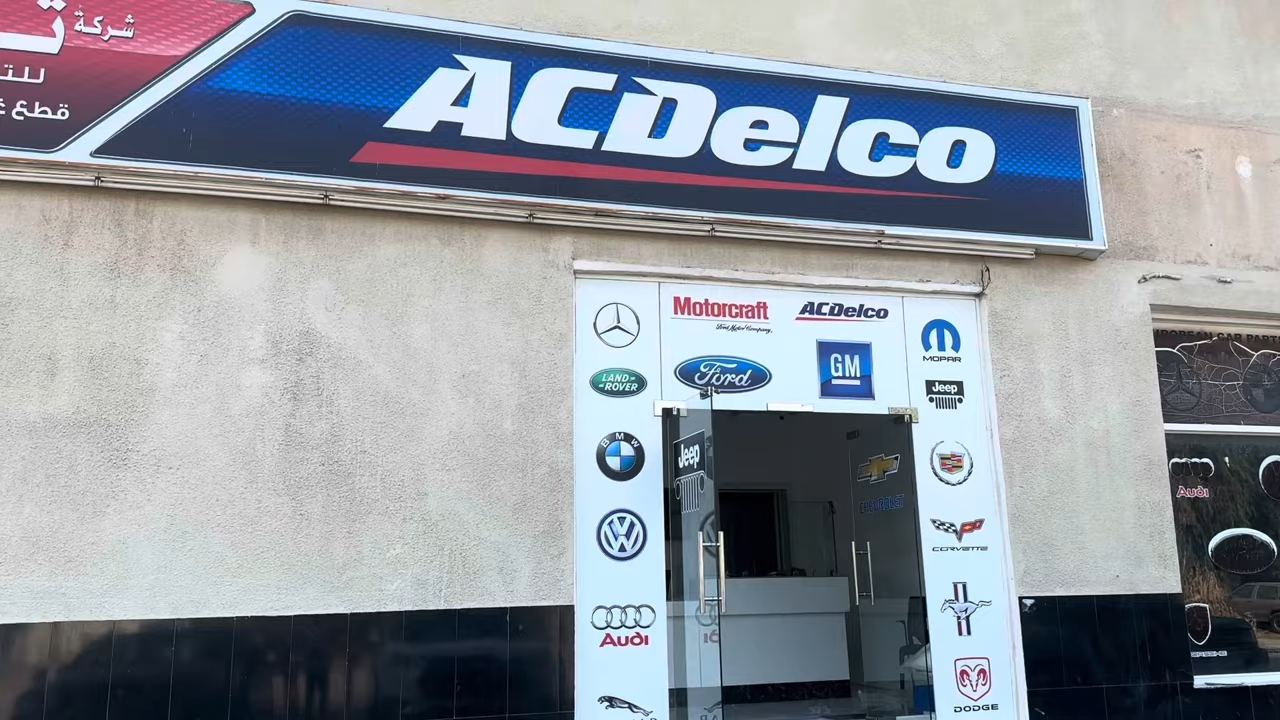 شركة
قطع
ACDelco
Motorcraft
Ford Motor Company,
ACDelco
LAND
ROVER
Ford
GM
MOPAR
Jeep
BMW
Audi
CORVETTE
DODGE
Jeep
CHEVROLET
Audi